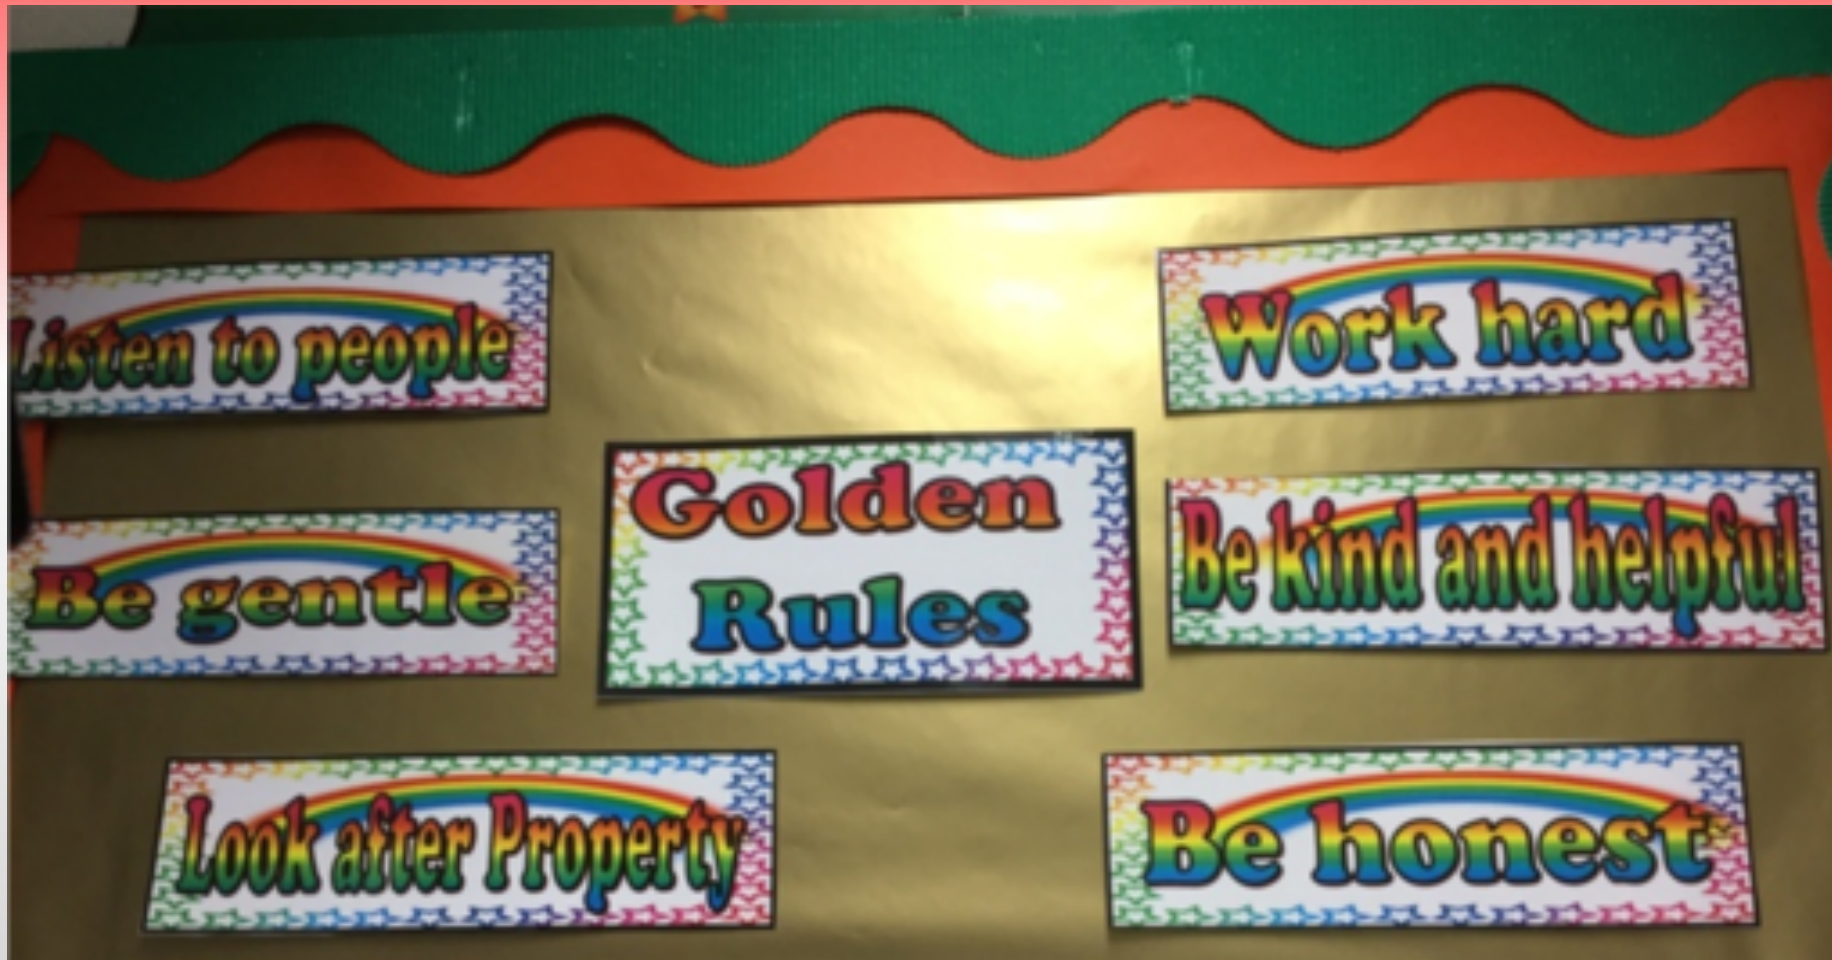 Listen to people
Work hard
Golden
Rules
Be gentle
Be kind and helpful
Look after Property
Be honest